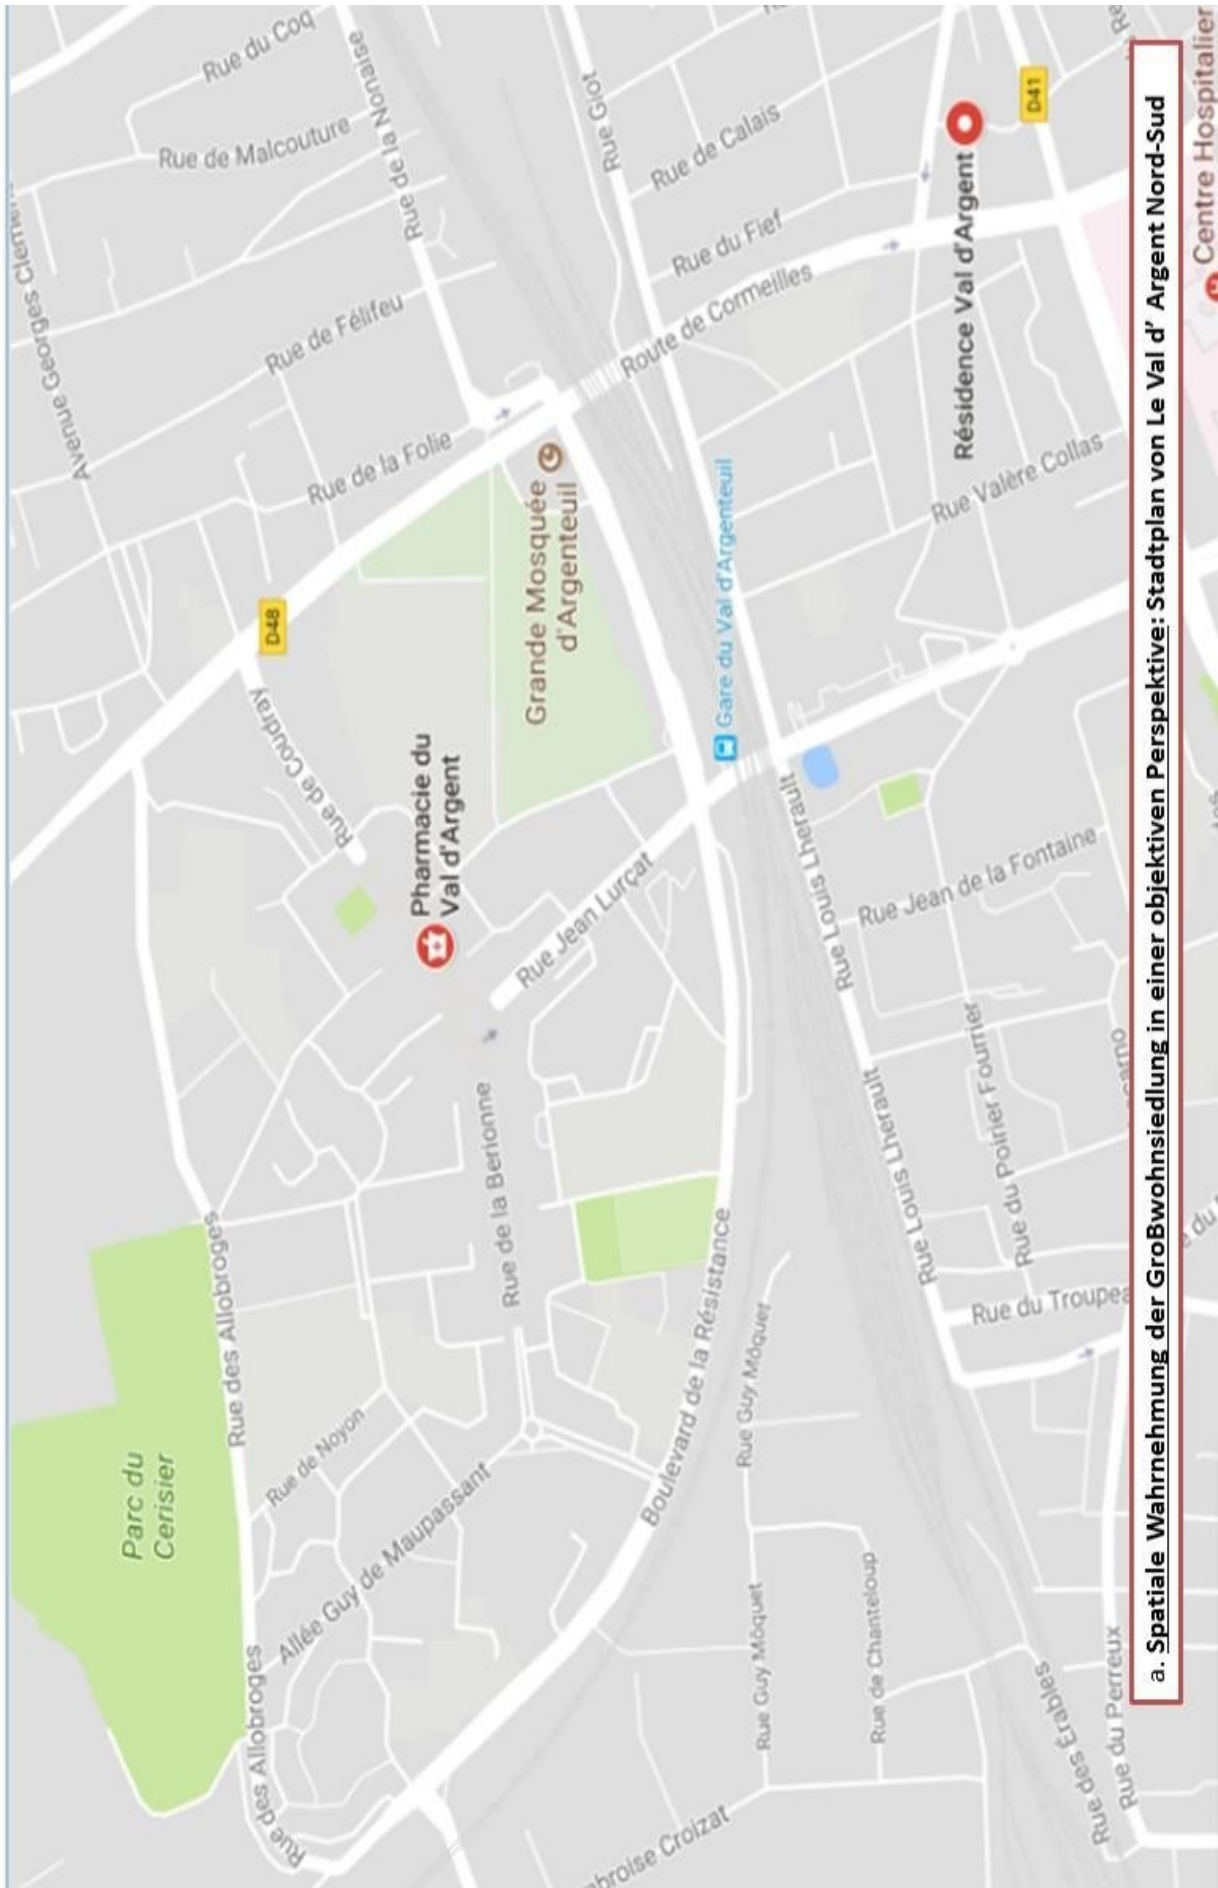 Rue du Coq
Rue de la Nonaise
Rue de Malcouture
Rue Giot
Rue de Calais
D41
Centre Hospitalier
Avenue Georges Clemen
Rue de Félifeu
Rue du Fief
Route de Cormeilles
Résidence Val d'Argent
Rue de la Folie
Grande Mosquée
d'Argenteuil
Gare du Val d'Argenteuil
Rue Valère Collas
D48
Rue de Coudray
Pharmacie du
Val d'Argent
Rue Jean Lurçat
Rue Louis Lherault
Rue Jean de la Fontaine
Rue de la Berionne
Rue Louis Lherault
Rue du Poirier Fourrier
Rue des Allobroges
Boulevard de la Résistance
Rue Guy Môquet
Rue du Troupea
Parc du
Cerisier
Rue de Noyon
Allée Guy de Maupassant
Rue des Allobroges
Rue Guy Môquet
Rue de Chanteloup
Rue des Érables
Rue du Perreux
Rue
broise Croizat
a. Spatiale Wahrnehmung der GroBwohnsiedlung in einer objektiven Perspektive: Stadtplan von Le Val d' Argent Nord-Sud